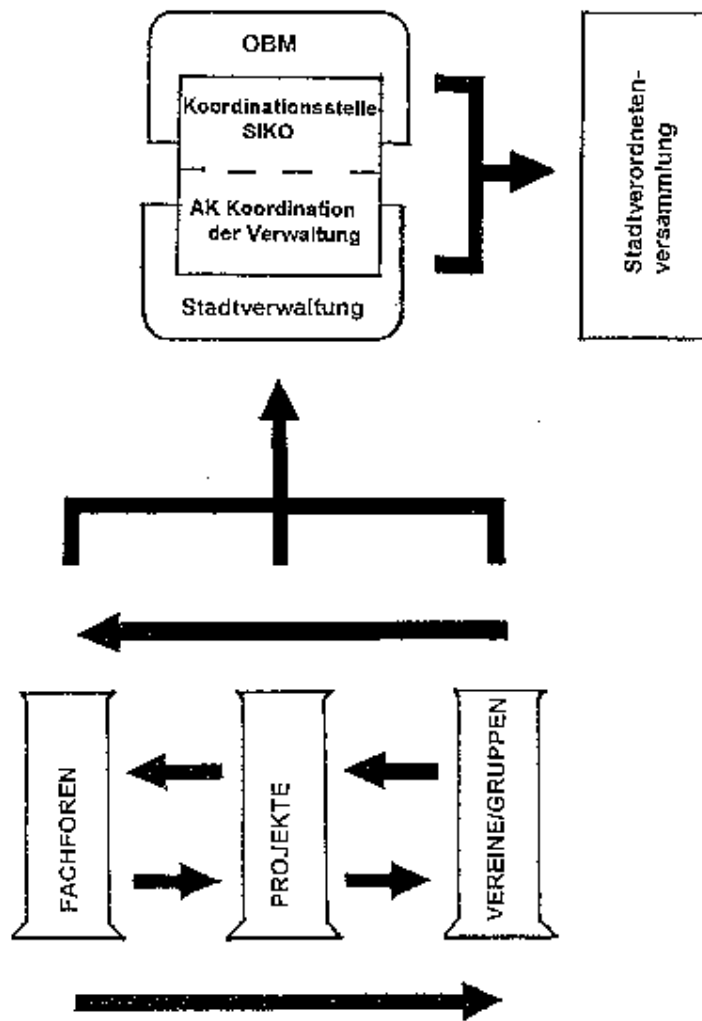 OBM
Koordinationsstelle
SIKO
AK Koordination
der Verwaltung
Stadtverwaltung
Stadtverordneten-
versammlung
FACHFOREN
PROJEKTE
VEREINE/GRUPPEN